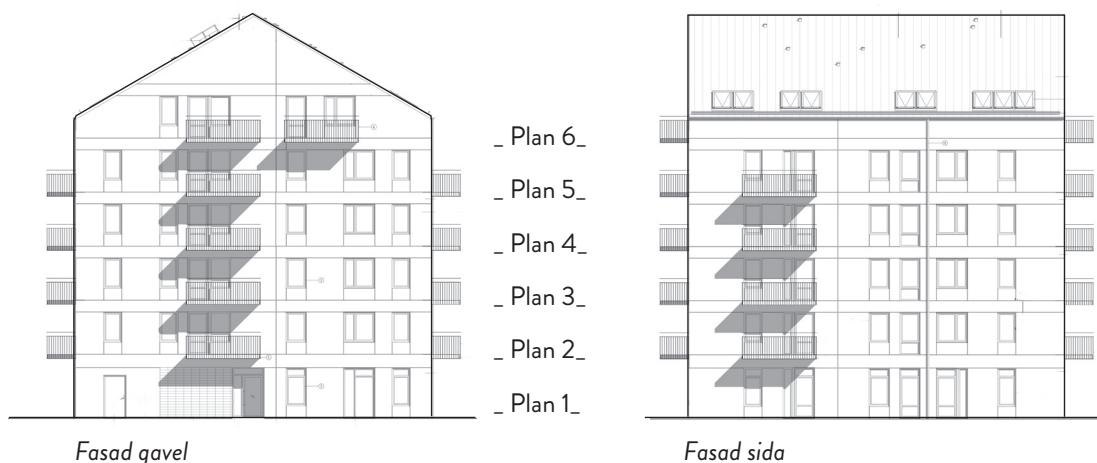 _ Plan 6_
_ Plan 5_
_ Plan 4_
_ Plan 3_
_ Plan 2_
_ Plan 1_
Fasad gavel
Fasad sida